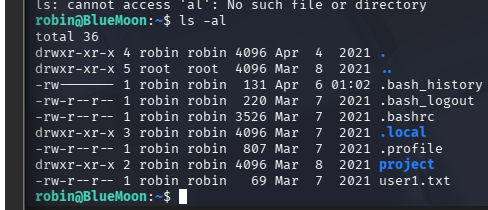 ls: cannot access 'al': No such file or directory
robin@BlueMoon:~$ ls -al
total 36
drwxr-xr-x 4 robin robin 4096 Apr  4  2021 .
drwxr-xr-x 5 root  root  4096 Mar  8  2021 ..
-rw------- 1 robin robin  131 Apr  6 01:02 .bash_history
-rw-r--r-- 1 robin robin  220 Mar  7  2021 .bash_logout
-rw-r--r-- 1 robin robin 3526 Mar  7  2021 .bashrc
drwxr-xr-x 3 robin robin 4096 Mar  7  2021 .local
-rw-r--r-- 1 robin robin  807 Mar  7  2021 .profile
drwxr-xr-x 2 robin robin 4096 Mar  8  2021 project
-rw-r--r-- 1 robin robin   69 Mar  7  2021 user1.txt
robin@BlueMoon:~$